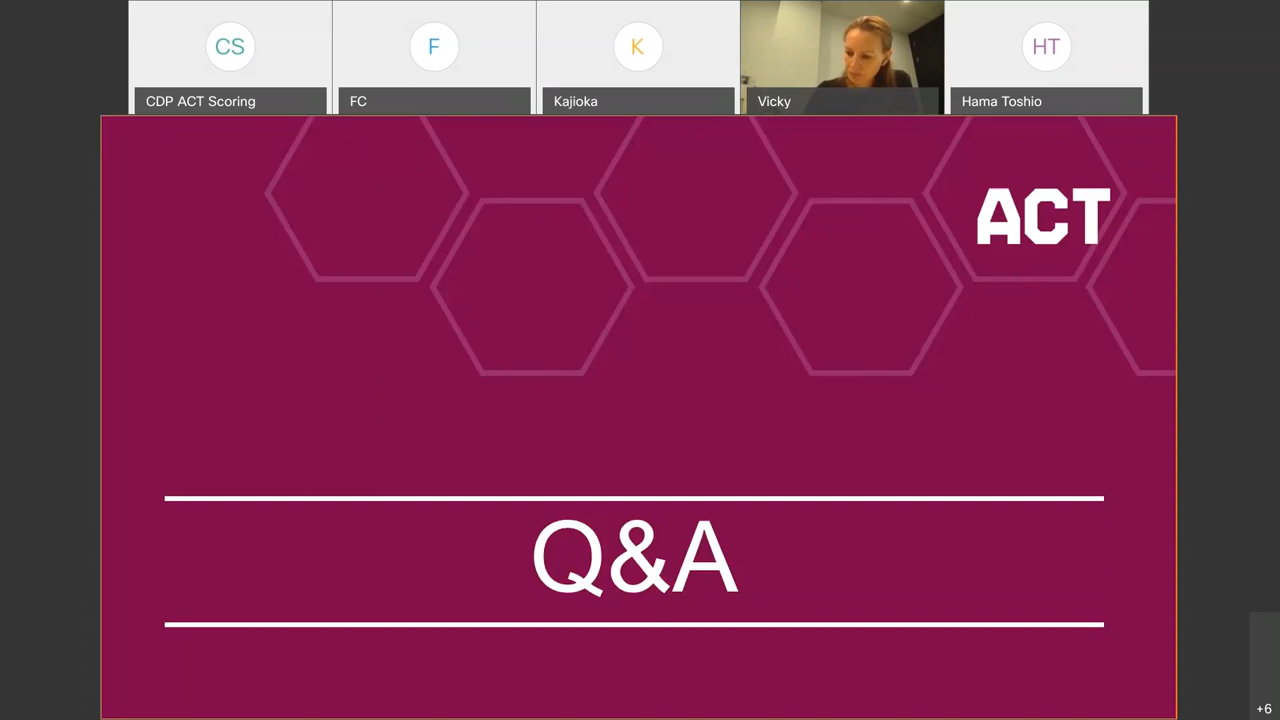 CS
F
K
HT
CDP ACT Scoring
FC
Kajioka
Vicky
Hama Toshio
ACT
Q&A
+6